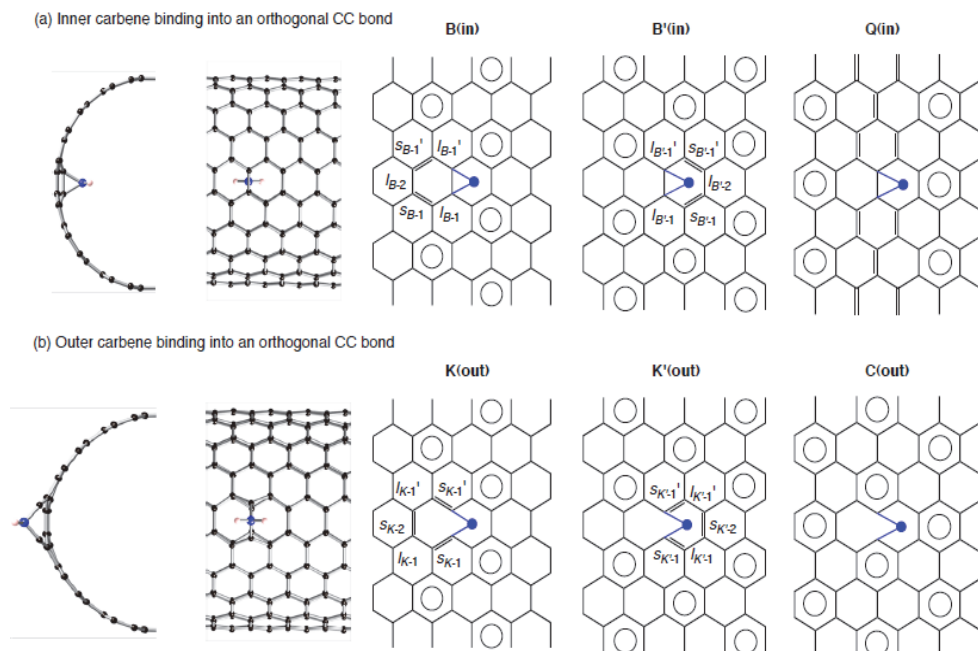 (a) Inner carbene binding into an orthogonal CC bond
B(in) B'(in) Q(in)
sB-1' lB-1' lB'-1' sB'-1'
lB-2 lB'-2
sB-1 lB-1 lB'-1 sB'-1
(b) Outer carbene binding into an orthogonal CC bond
K(out) K'(out) C(out)
lK-1' sK-1' sK'-1' lK'-1'
sK-2 sK'-2
lK-1 sK-1 sK'-1 lK'-1